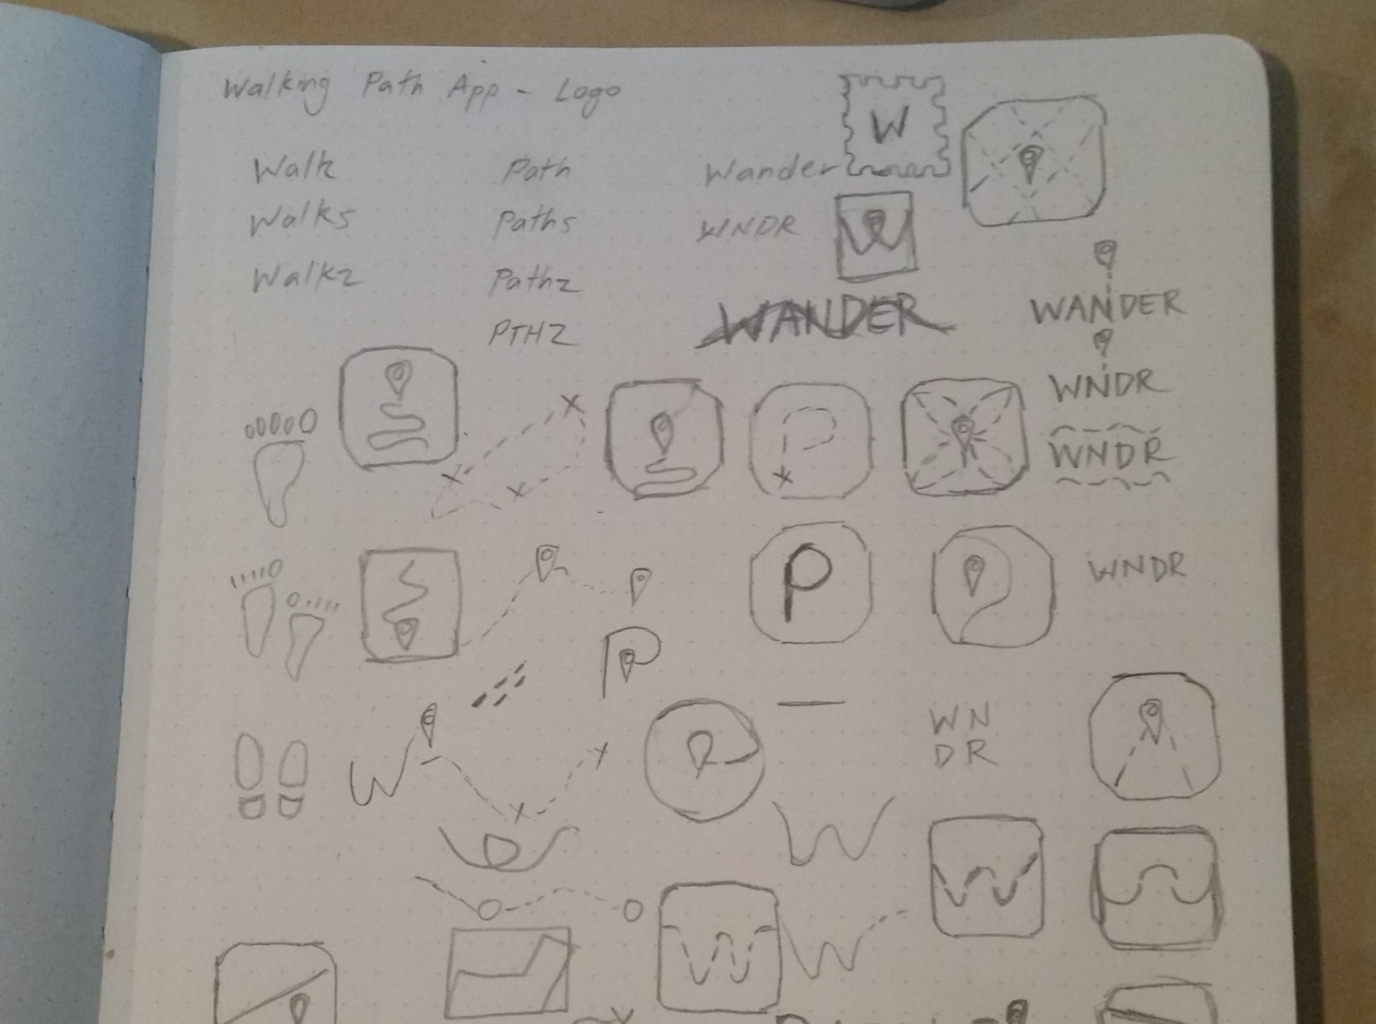 Walking Path App - Logo
W
Walk Path Wander
Walks Paths WNDR
W
Walkz Pathz
PTHZ WANDER WANDER
WNDR
P
WNDR
P WNDR
P
W
WN
DR
W
W
W
W